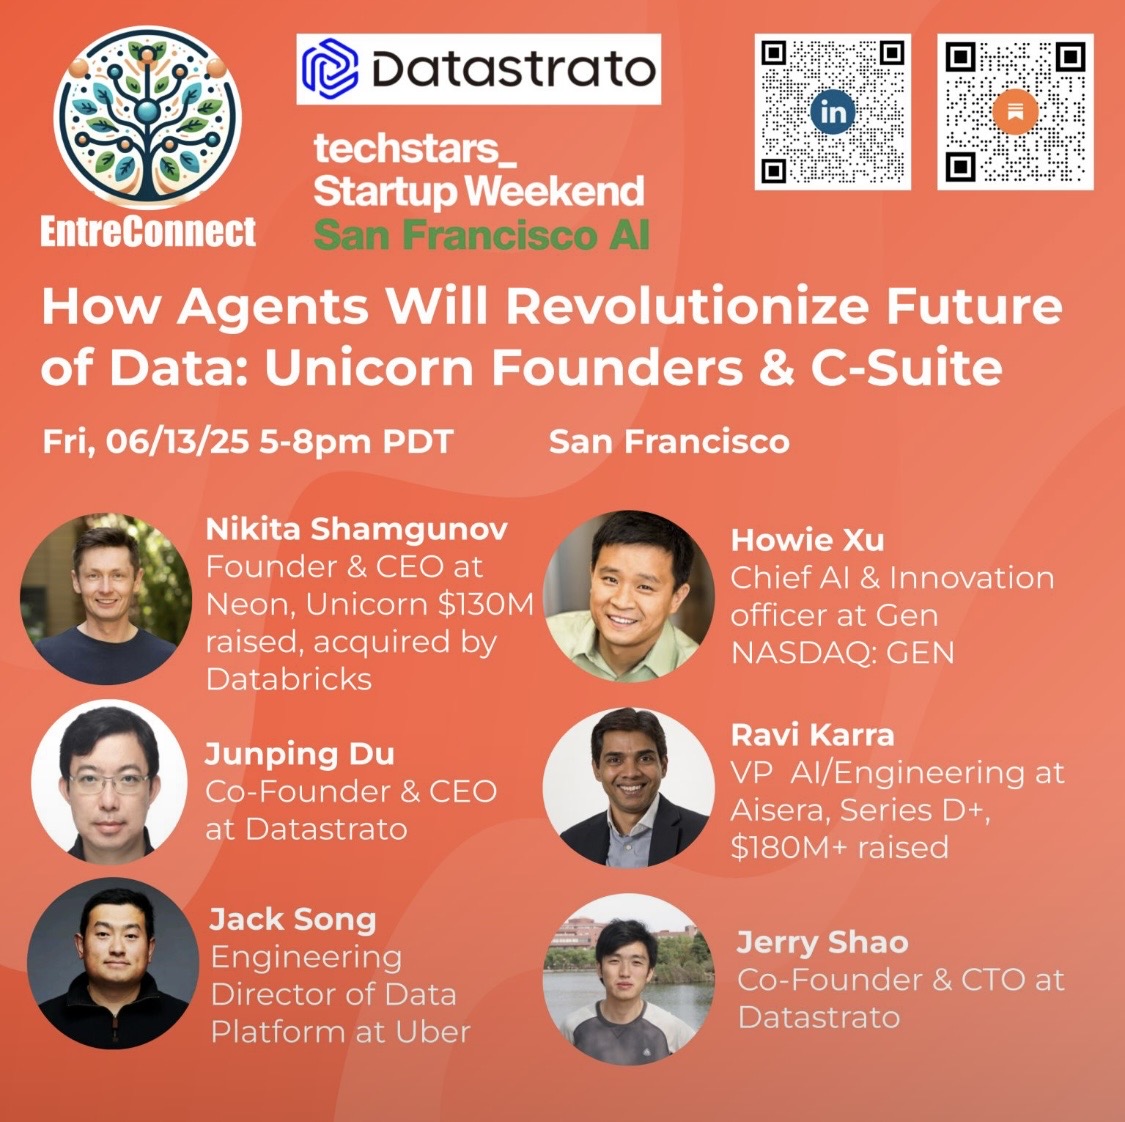 EntreConnect
Datastrato
techstars_
Startup Weekend
San Francisco AI
in
How Agents Will Revolutionize Future
of Data: Unicorn Founders & C-Suite
Fri, 06/13/25 5-8pm PDT
San Francisco
Nikita Shamgunov
Founder & CEO at
Neon, Unicorn $130M
raised, acquired by
Databricks
Howie Xu
Chief AI & Innovation
officer at Gen
NASDAQ: GEN
Junping Du
Co-Founder & CEO
at Datastrato
Ravi Karra
VP  AI/Engineering at
Aisera, Series D+,
$180M+ raised
Jack Song
Engineering
Director of Data
Platform at Uber
Jerry Shao
Co-Founder & CTO at
Datastrato